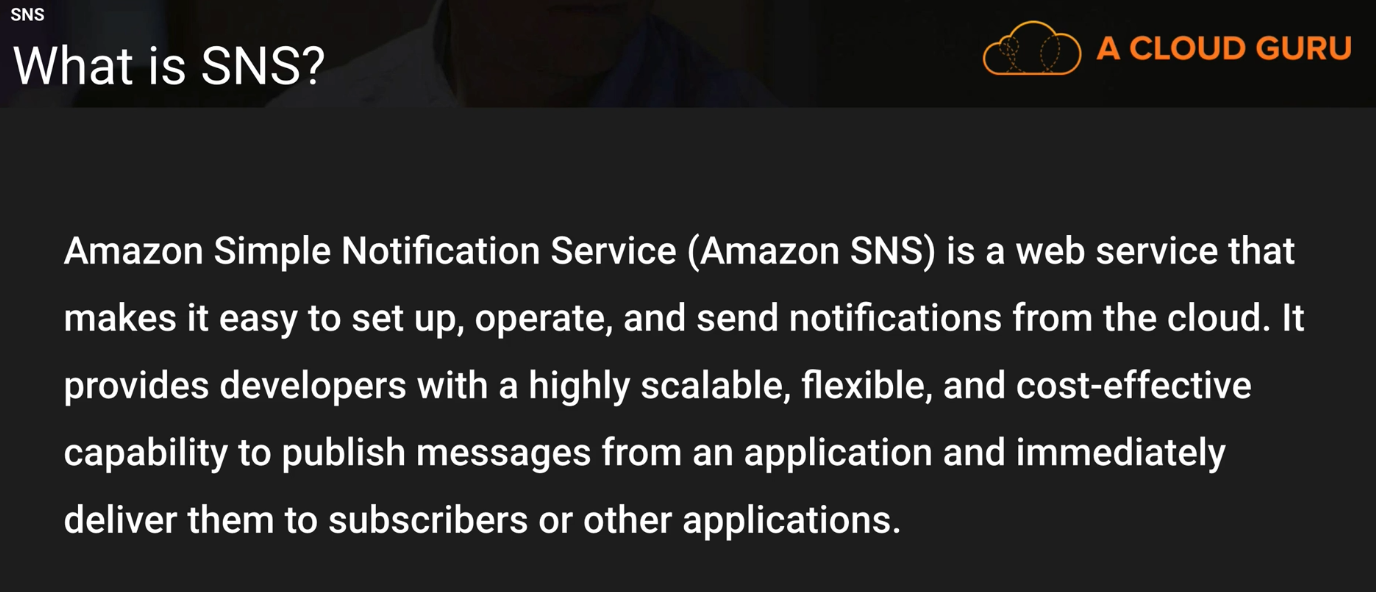 SNS
What is SNS?
A CLOUD GURU
Amazon Simple Notification Service (Amazon SNS) is a web service that
makes it easy to set up, operate, and send notifications from the cloud. It
provides developers with a highly scalable, flexible, and cost-effective
capability to publish messages from an application and immediately
deliver them to subscribers or other applications.